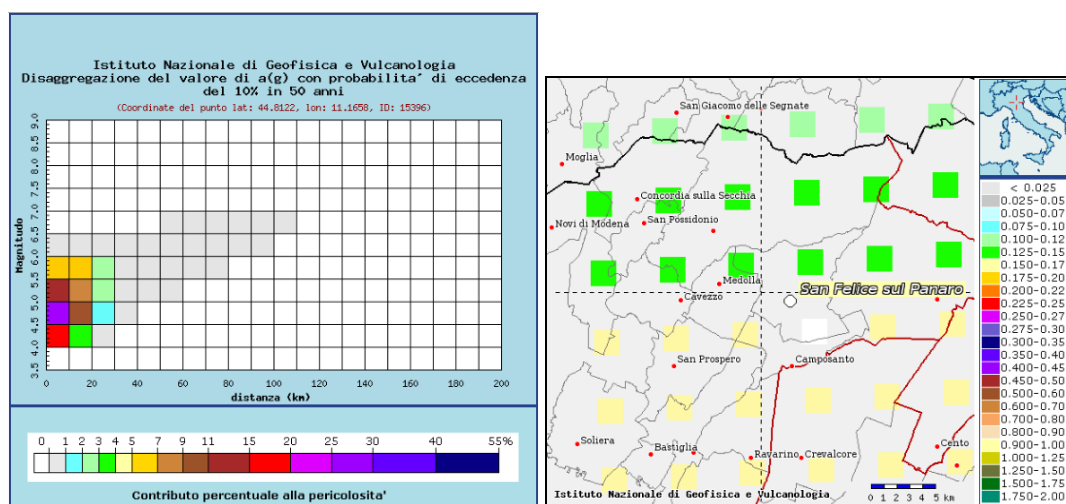 Istituto Nazionale di Geofisica e Vulcanologia
Disaggregazione del valore di a(g) con probabilita´ di eccedenza
del 10% in 50 anni
(Coordinate del punto lat: 44.8122, lon: 11.1658, ID: 15396)
Magnitudo
9.0
8.5
8.0
7.5
7.0
6.5
6.0
5.5
5.0
4.5
4.0
3.5
0 20 40 60 80 100 120 140 160 180 200
distanza (km)
0 1 2 3 4 5 7 9 11 15 20 25 30 40 55%
Contributo percentuale alla pericolosita'
San Giacomo delle Segnate
Moglia
Concordia sulla Secchia
Novi di Modena
San Possidonio
Medolla
San Felice sul Panaro
Cavezzo
San Prospero
Camposanto
Soliera
Bastiglia
Ravarino
Crevalcore
Cento
Istituto Nazionale di Geofisica e Vulcanologia
0 1 2 3 4 5 km
< 0.025
0.025-0.05
0.050-0.07
0.075-0.10
0.100-0.12
0.125-0.15
0.150-0.17
0.175-0.20
0.200-0.22
0.225-0.25
0.250-0.27
0.275-0.30
0.300-0.35
0.350-0.40
0.400-0.45
0.450-0.50
0.500-0.60
0.600-0.70
0.700-0.80
0.800-0.90
0.900-1.00
1.000-1.25
1.250-1.50
1.500-1.75
1.750-2.00